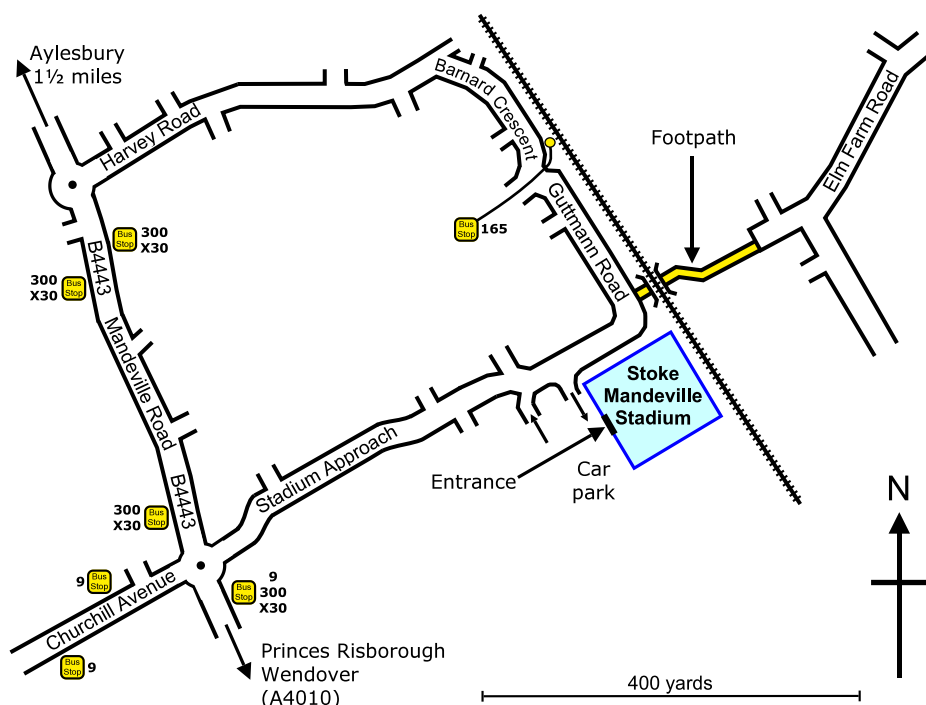 Aylesbury
1½ miles
Harvey Road
Barnard Crescent
Footpath
Elm Farm Road
Bus
Stop
300
X30
Bus
Stop
165
Guttmann Road
300
X30
Bus
Stop
B4443
Mandeville Road
Stoke
Mandeville
Stadium
Stadium Approach
Entrance
Car
park
N
B4443
300
X30
Bus
Stop
9
Bus
Stop
Churchill Avenue
Bus
Stop
9
300
X30
Bus
Stop
9
Princes Risborough
Wendover
(A4010)
400 yards